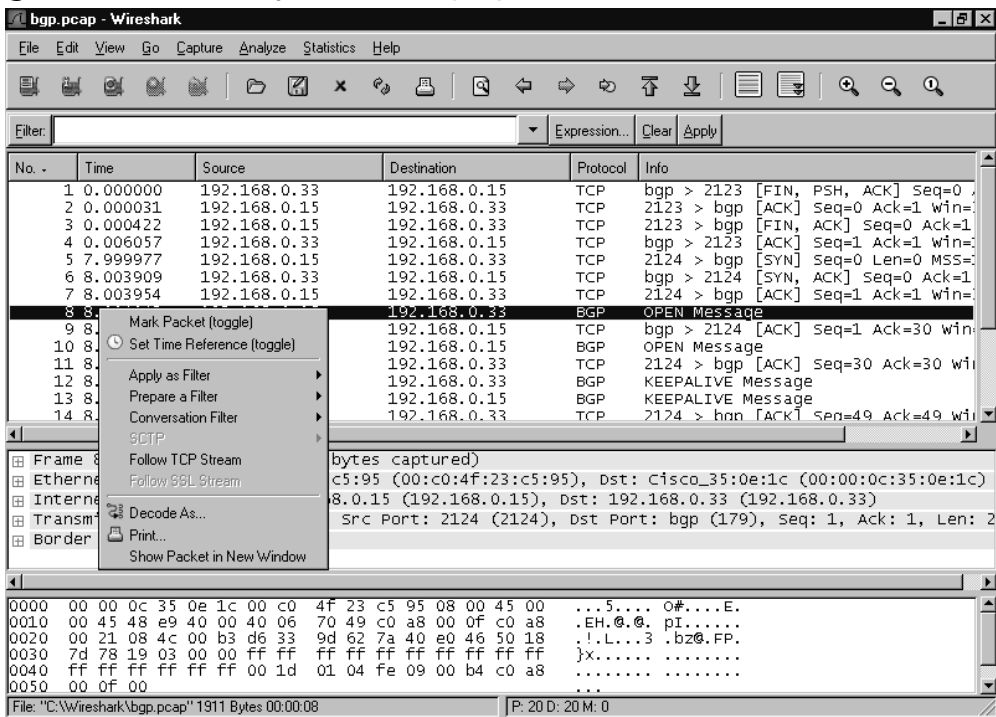 bgp.pcap - Wireshark
File Edit View Go Capture Analyze Statistics Help
Filter: Expression... Clear Apply
No. Time Source Destination Protocol Info
1 0.000000 192.168.0.33 192.168.0.15 TCP bgp > 2123 [FIN, PSH, ACK] Seq=0
2 0.000031 192.168.0.15 192.168.0.33 TCP 2123 > bgp [ACK] Seq=0 Ack=1 Win=
3 0.000422 192.168.0.15 192.168.0.33 TCP 2123 > bgp [FIN, ACK] Seq=0 Ack=1
4 0.006057 192.168.0.33 192.168.0.15 TCP bgp > 2123 [ACK] Seq=1 Ack=1 Win=
5 7.999977 192.168.0.15 192.168.0.33 TCP 2124 > bgp [SYN] Seq=0 Len=0 MSS=
6 8.003909 192.168.0.33 192.168.0.15 TCP bgp > 2124 [SYN, ACK] Seq=0 Ack=1
7 8.003954 192.168.0.15 192.168.0.33 TCP 2124 > bgp [ACK] Seq=1 Ack=1 Win=
8 8. 192.168.0.33 BGP OPEN Message
9 8. 192.168.0.15 TCP bgp > 2124 [ACK] Seq=1 Ack=30 Win
10 8. 192.168.0.15 BGP OPEN Message
11 8. 192.168.0.33 TCP 2124 > bgp [ACK] Seq=30 Ack=30 Wi
12 8. 192.168.0.33 BGP KEEPALIVE Message
13 8. 192.168.0.15 BGP KEEPALIVE Message
14 8. 192.168.0.33 TCP 2124 > bgp [ACK] Seq=49 Ack=49 Wi
Mark Packet (toggle)
Set Time Reference (toggle)
Apply as Filter
Prepare a Filter
Conversation Filter
SCTP
Follow TCP Stream
Follow SSL Stream
Decode As...
Print...
Show Packet in New Window
Frame 8 bytes captured)
Etherne c5:95 (00:c0:4f:23:c5:95), Dst: Cisco_35:0e:1c (00:00:0c:35:0e:1c)
Interne 8.0.15 (192.168.0.15), Dst: 192.168.0.33 (192.168.0.33)
Transm Src Port: 2124 (2124), Dst Port: bgp (179), Seq: 1, Ack: 1, Len: 2
Border
0000 00 00 0c 35 0e 1c 00 c0 4f 23 c5 95 08 00 45 00 ...5.... O#....E.
0010 00 45 48 e9 40 00 40 06 70 49 c0 a8 00 0f c0 a8 .EH.@.@. pI......
0020 00 21 08 4c 00 b3 d6 33 9d 62 7a 40 e0 46 50 18 .!.L...3 .bz@.FP.
0030 7d 78 19 03 00 00 ff ff ff ff ff ff ff ff ff ff }x...... ........
0040 ff ff ff ff ff ff 00 1d 01 04 fe 09 00 b4 c0 a8 ........ ........
0050 00 0f 00 ...
File: "C:\Wireshark\bgp.pcap" 1911 Bytes 00:00:08 P: 20 D: 20 M: 0